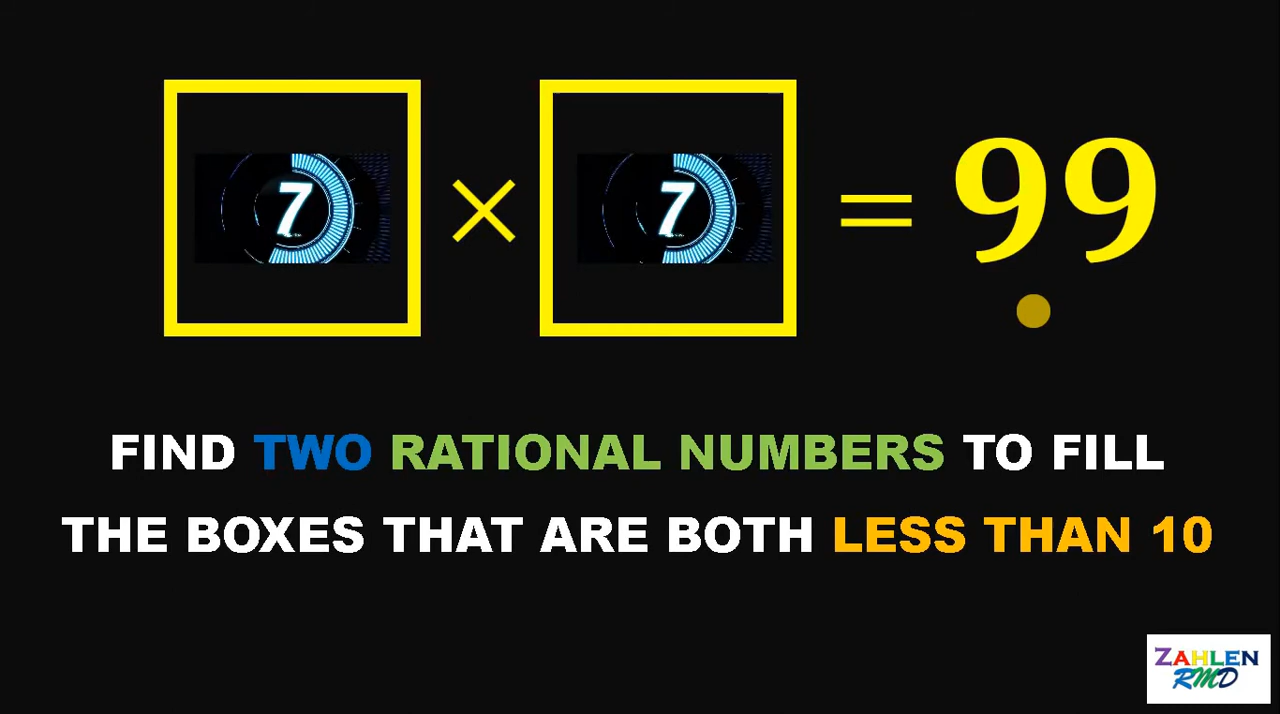 7 × 7 = 99
FIND TWO RATIONAL NUMBERS TO FILL
THE BOXES THAT ARE BOTH LESS THAN 10
ZAHLEN
RMD